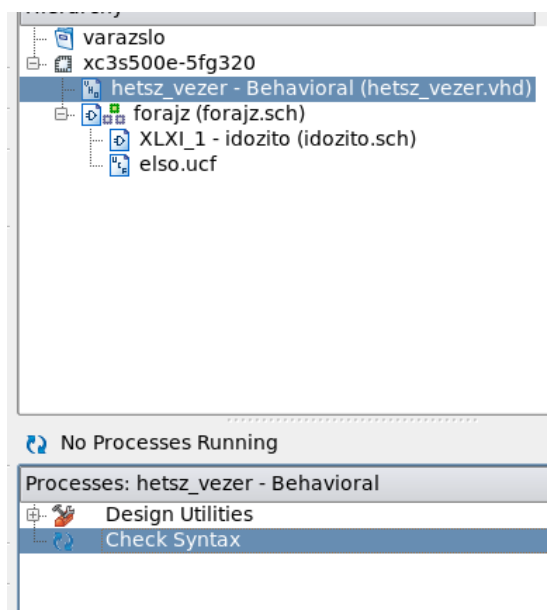 Hierarchy
varazslo
xc3s500e-5fg320
hetsz_vezer - Behavioral (hetsz_vezer.vhd)
forajz (forajz.sch)
XLXI_1 - idozito (idozito.sch)
elso.ucf
No Processes Running
Processes: hetsz_vezer - Behavioral
Design Utilities
Check Syntax